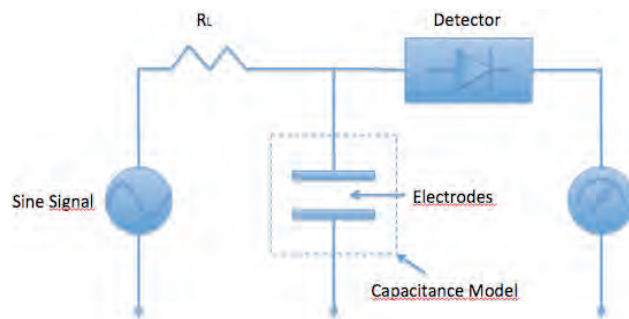 RL
Detector
Sine Signal
Electrodes
Capacitance Model